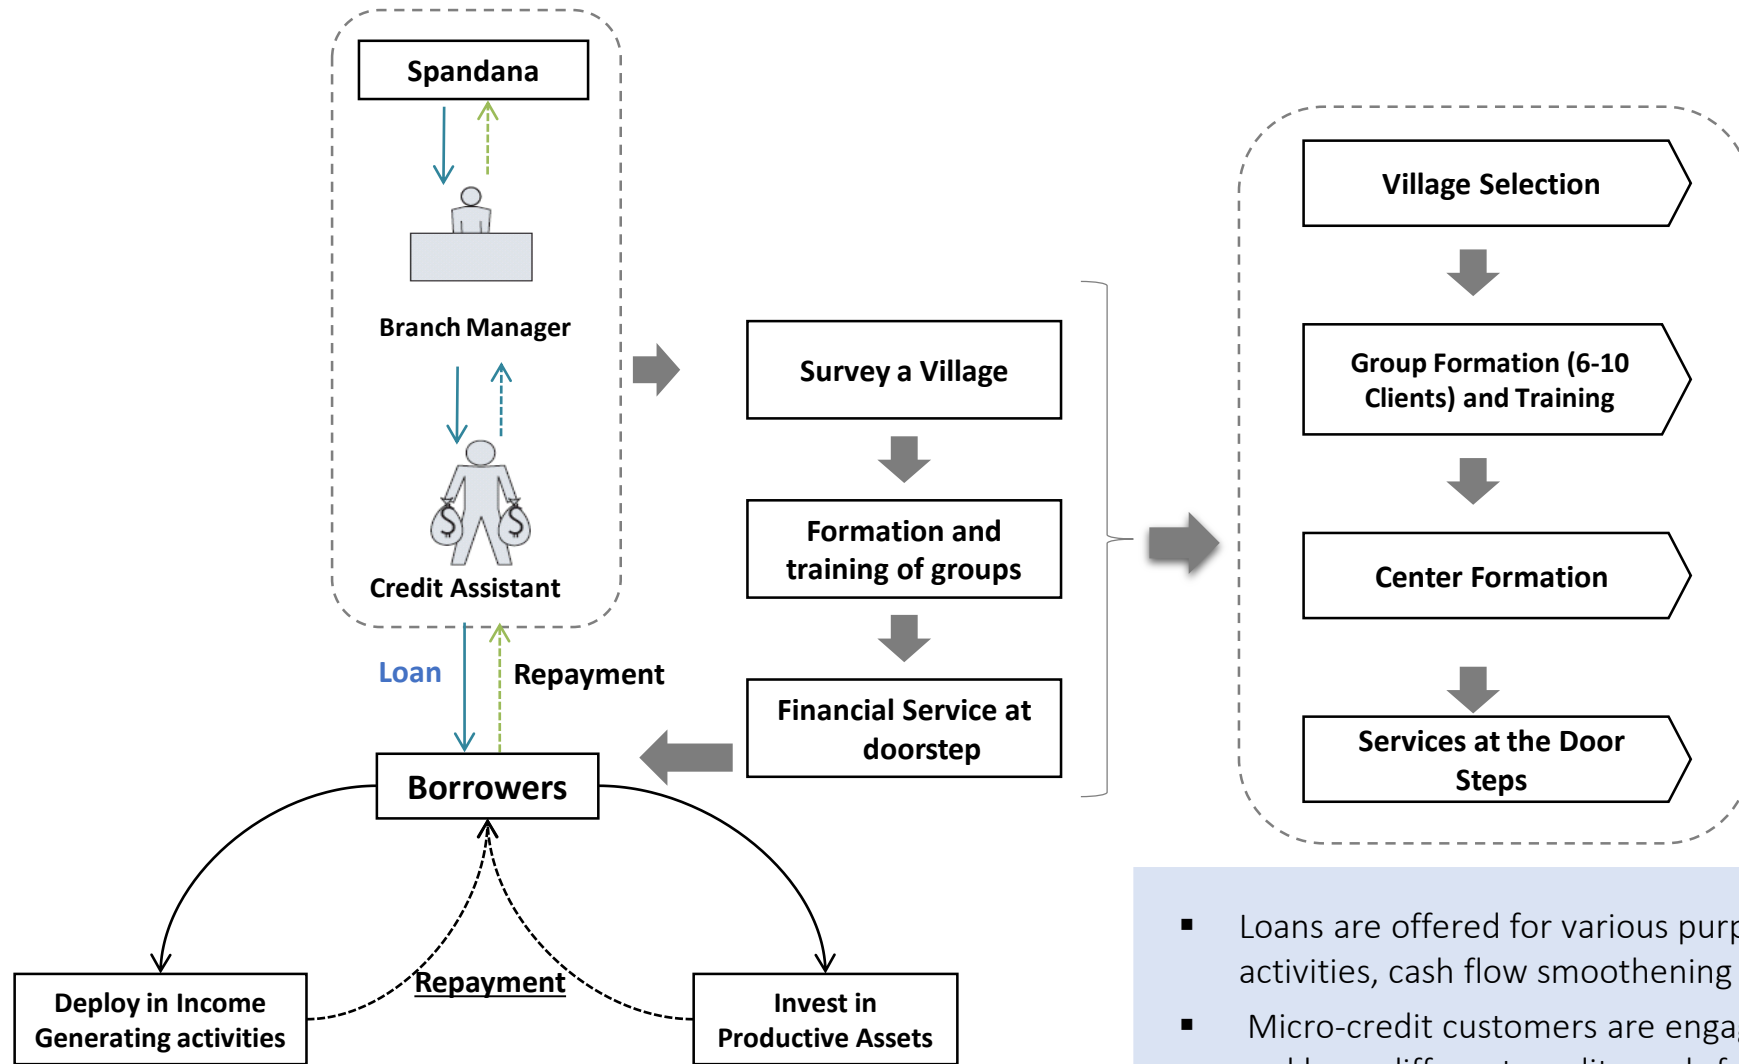 Spandana
Branch Manager
Credit Assistant
Loan
Repayment
Borrowers
Repayment
Deploy in Income
Generating activities
Invest in
Productive Assets
Survey a Village
Formation and
training of groups
Financial Service at
doorstep
Village Selection
Group Formation (6-10
Clients) and Training
Center Formation
Services at the Door
Steps
▪ Loans are offered for various
activities, cash flow smoothening
▪ Micro-credit customers are